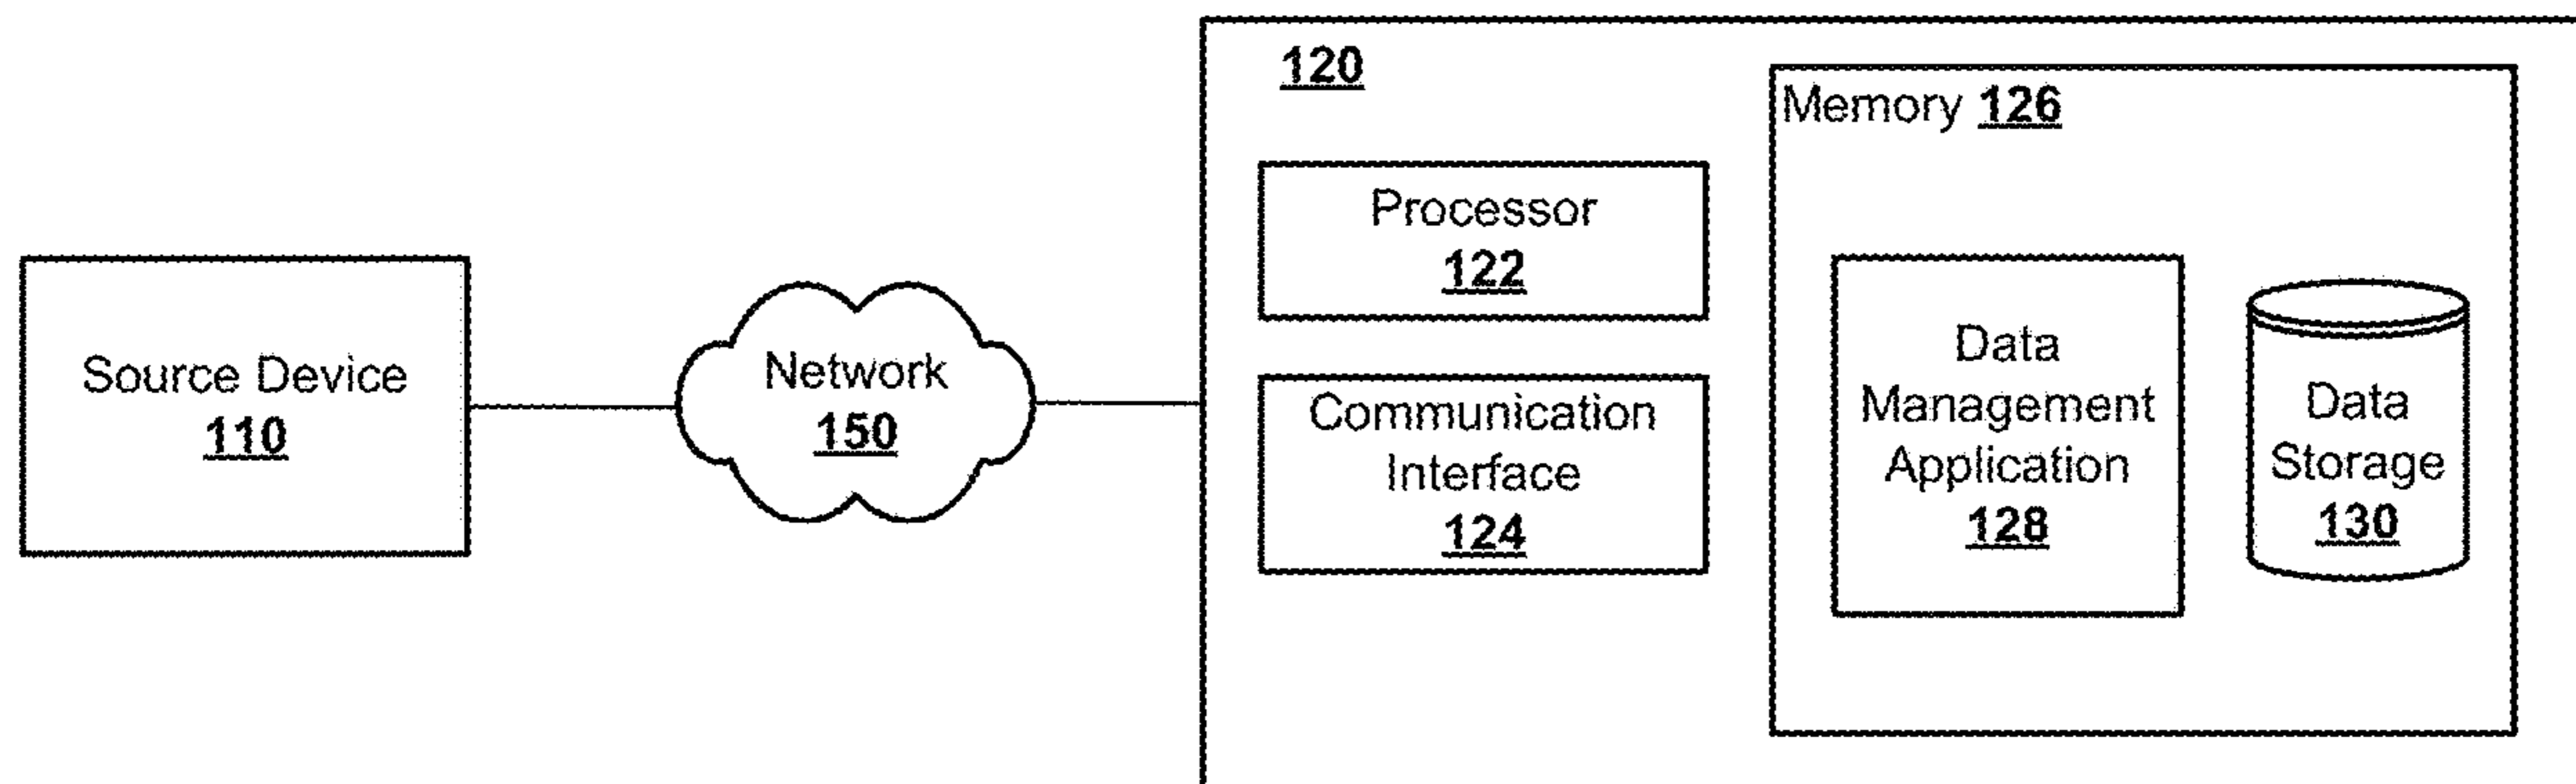 Source Device
110
Network
150
120
Processor
122
Communication
Interface
124
Memory 126
Data
Management
Application
128
Data
Storage
130